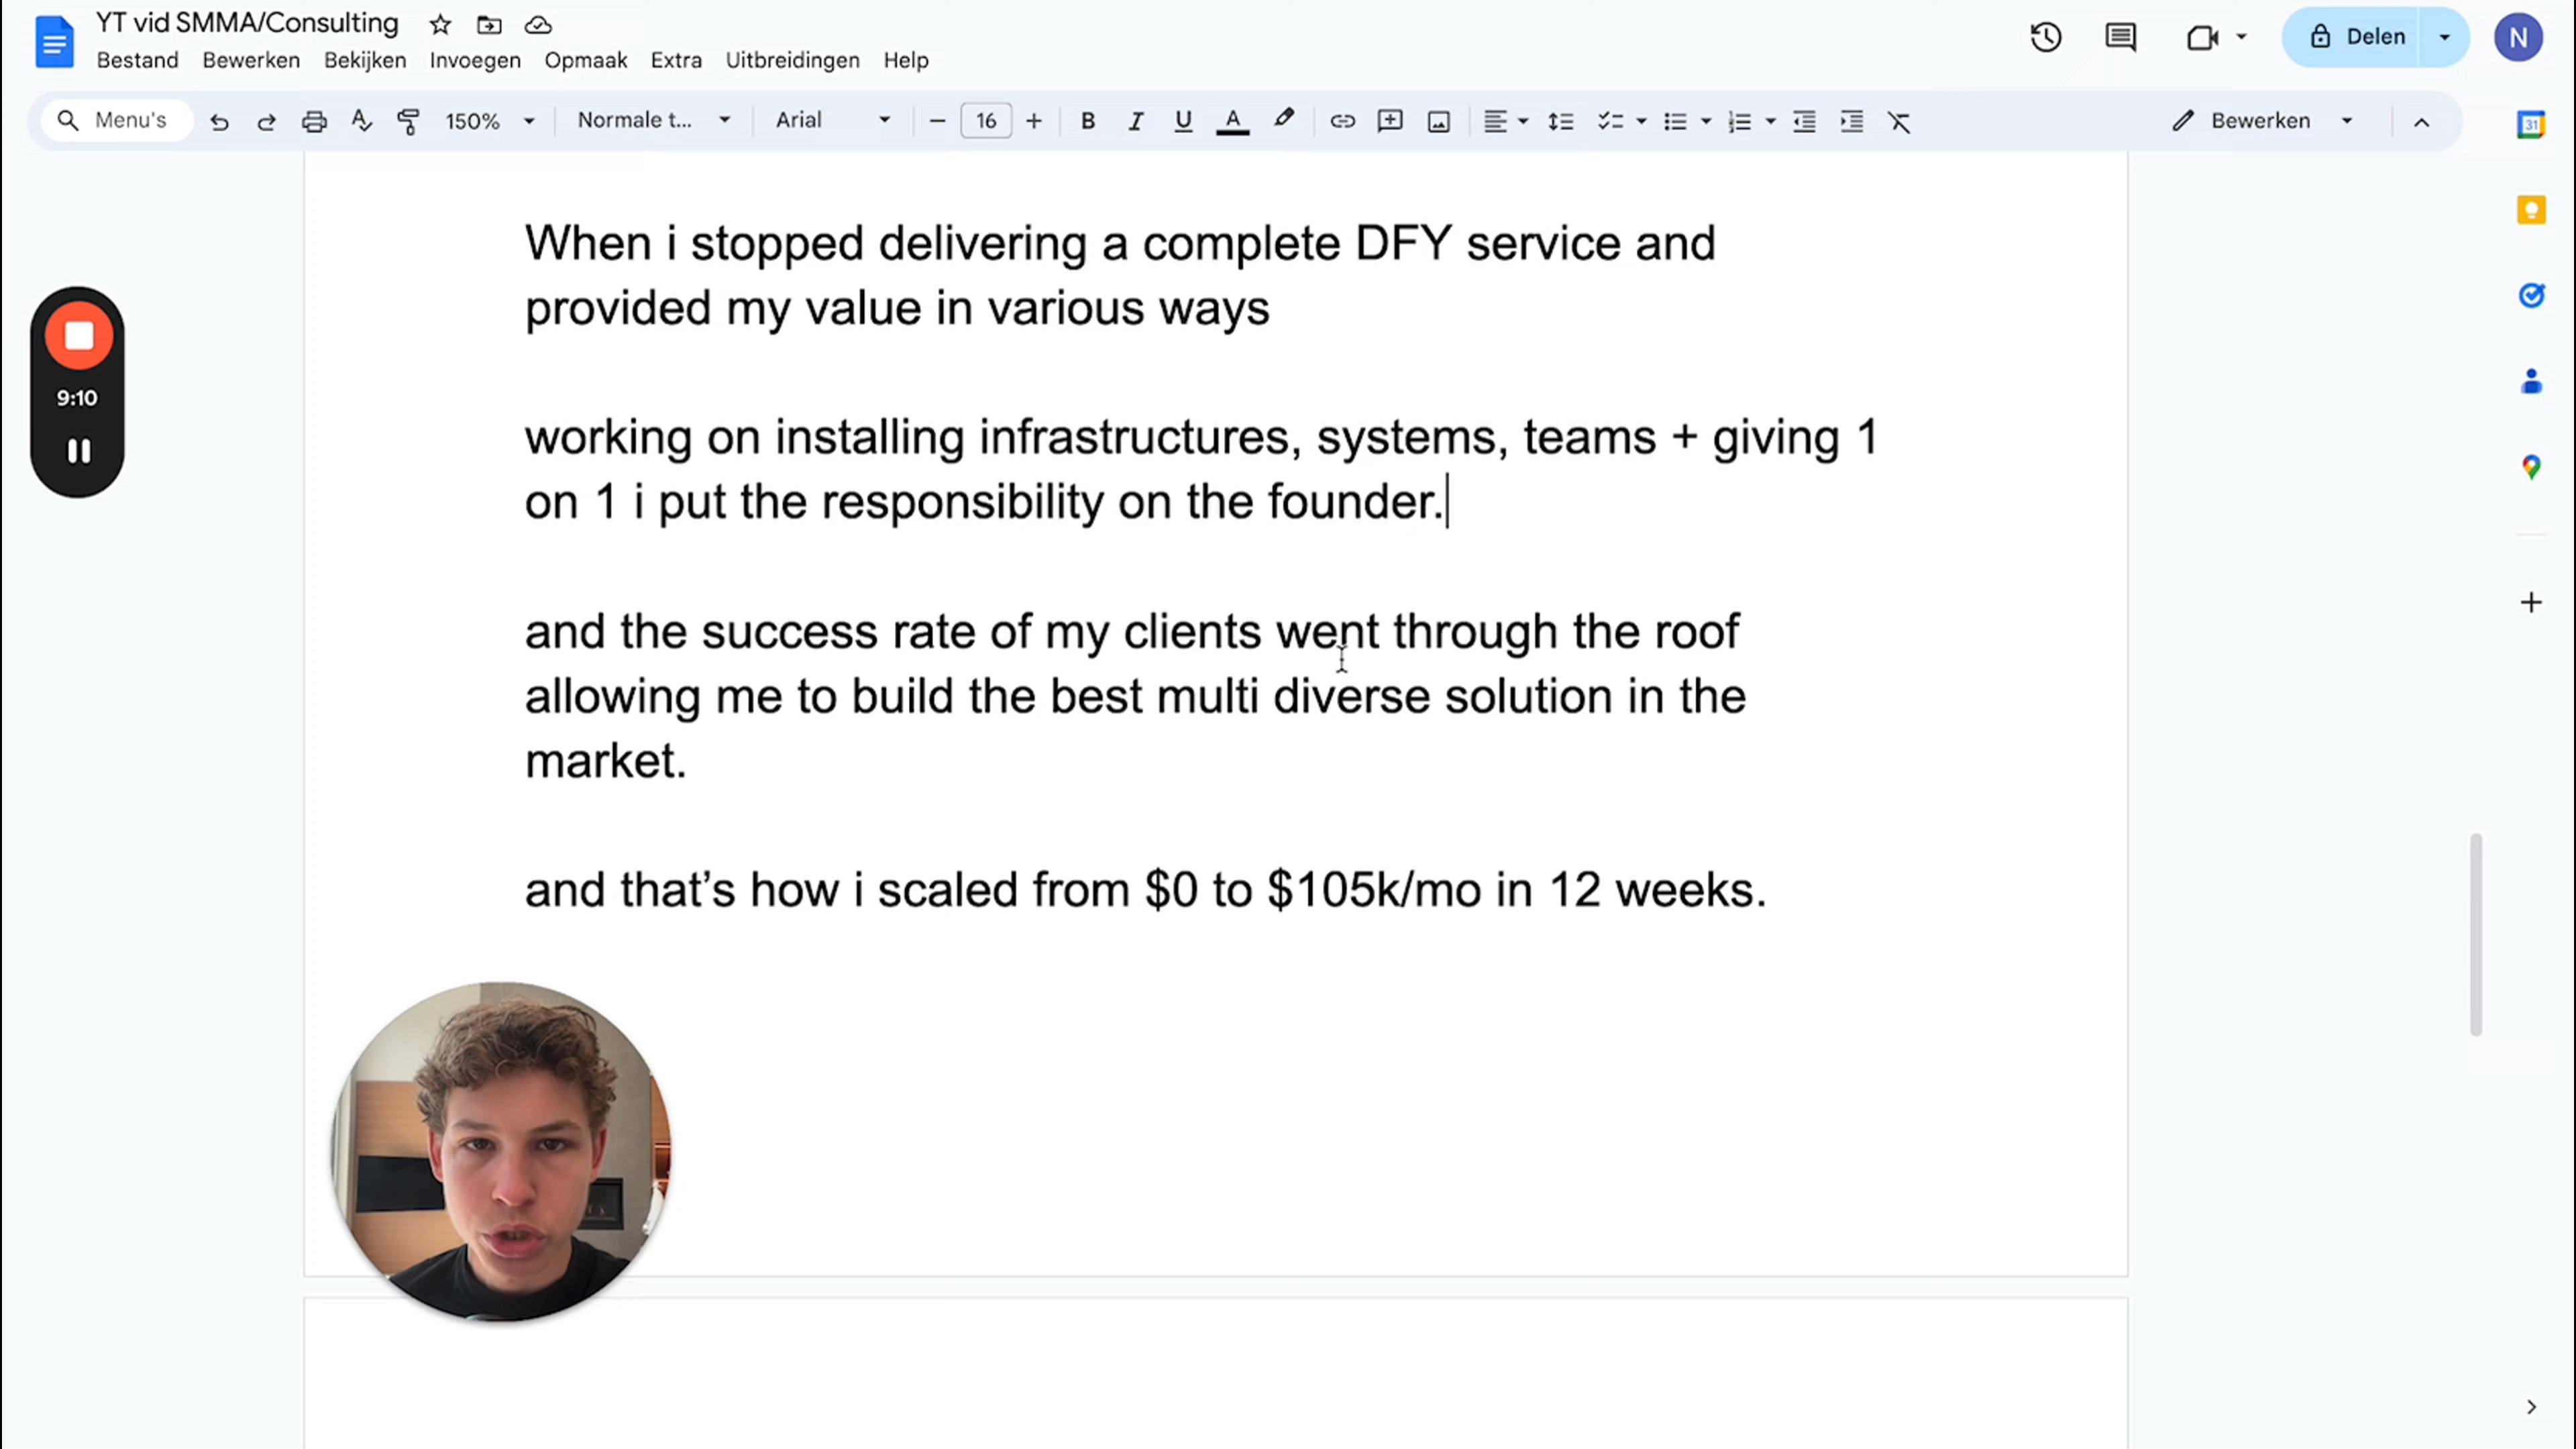 YT vid SMMA/Consulting
Bestand Bewerken Bekijken Invoegen Opmaak Extra Uitbreidingen Help
Delen
N
Menu's
150%
Normale t...
Arial
16
B I U A
Bewerken
31
When i stopped delivering a complete DFY service and
provided my value in various ways
working on installing infrastructures, systems, teams + giving 1
on 1 i put the responsibility on the founder.
and the success rate of my clients went through the roof
allowing me to build the best multi diverse solution in the
market.
and that’s how i scaled from $0 to $105k/mo in 12 weeks.
9:10